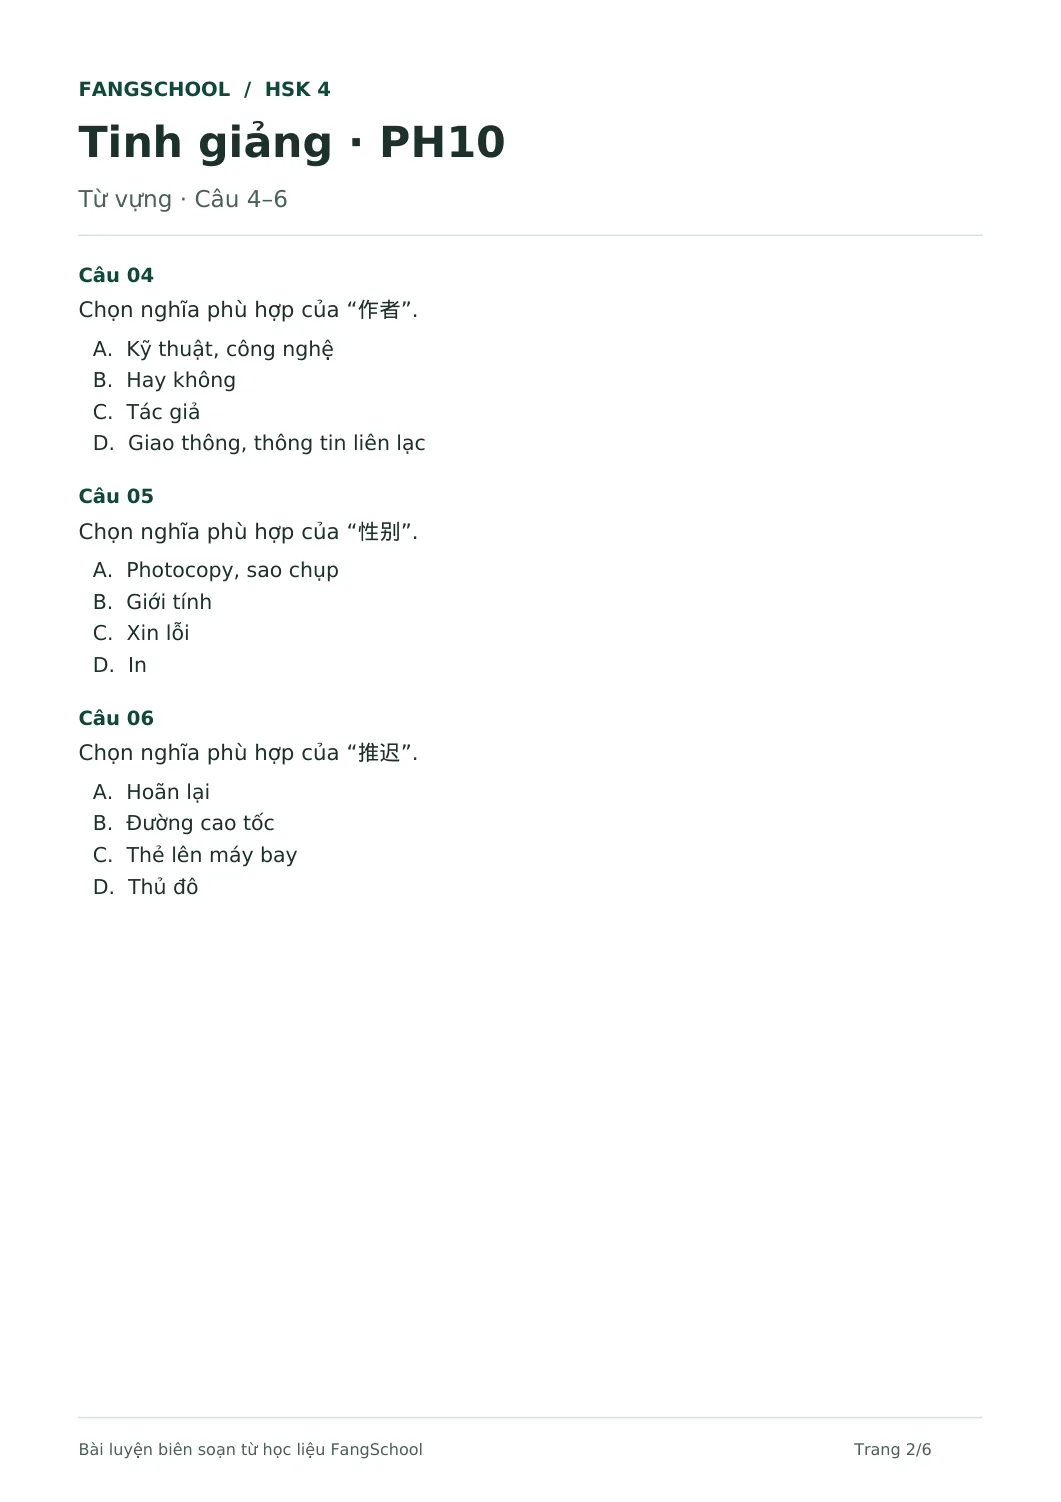 FANGSCHOOL / HSK 4
Tinh giảng · PH10
Từ vựng · Câu 4–6
Câu 04
Chọn nghĩa phù hợp của “作者”.
A. Kỹ thuật, công nghệ
B. Hay không
C. Tác giả
D. Giao thông, thông tin liên lạc
Câu 05
Chọn nghĩa phù hợp của “性别”.
A. Photocopy, sao chụp
B. Giới tính
C. Xin lỗi
D. In
Câu 06
Chọn nghĩa phù hợp của “推迟”.
A. Hoãn lại
B. Đường cao tốc
C. Thẻ lên máy bay
D. Thủ đô
Bài luyện biên soạn từ học liệu FangSchool
Trang 2/6